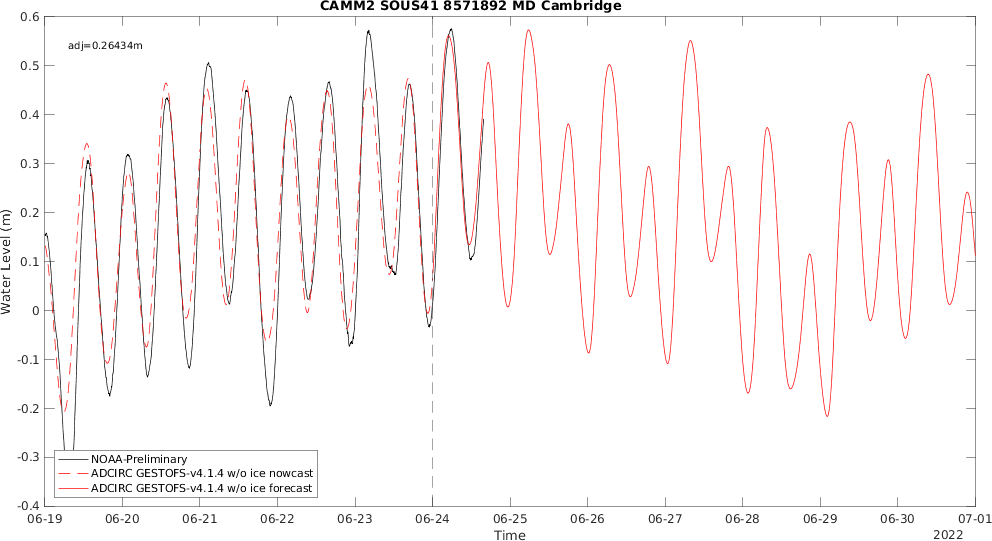 CAMM2 SOUS41 8571892 MD Cambridge
0.6
adj=0.26434m
0.5
0.4
0.3
0.2
0.1
0
-0.1
-0.2
-0.3
-0.4
Water Level (m)
NOAA-Preliminary
ADCIRC GESTOFS-v4.1.4 w/o ice nowcast
ADCIRC GESTOFS-v4.1.4 w/o ice forecast
06-19 06-20 06-21 06-22 06-23 06-24 06-25 06-26 06-27 06-28 06-29 06-30 07-01
Time
2022